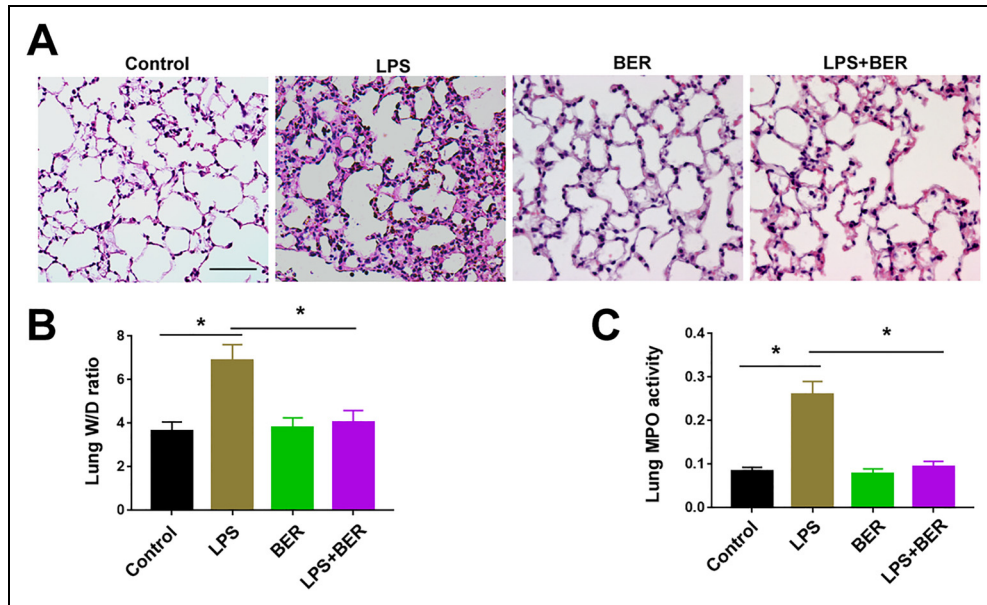 A
Control
LPS
BER
LPS+BER
B
*
*
8
6
4
2
0
Lung W/D ratio
Control
LPS
BER
LPS+BER
C
*
*
0.4
0.3
0.2
0.1
0.0
Lung MPO activity
Control
LPS
BER
LPS+BER